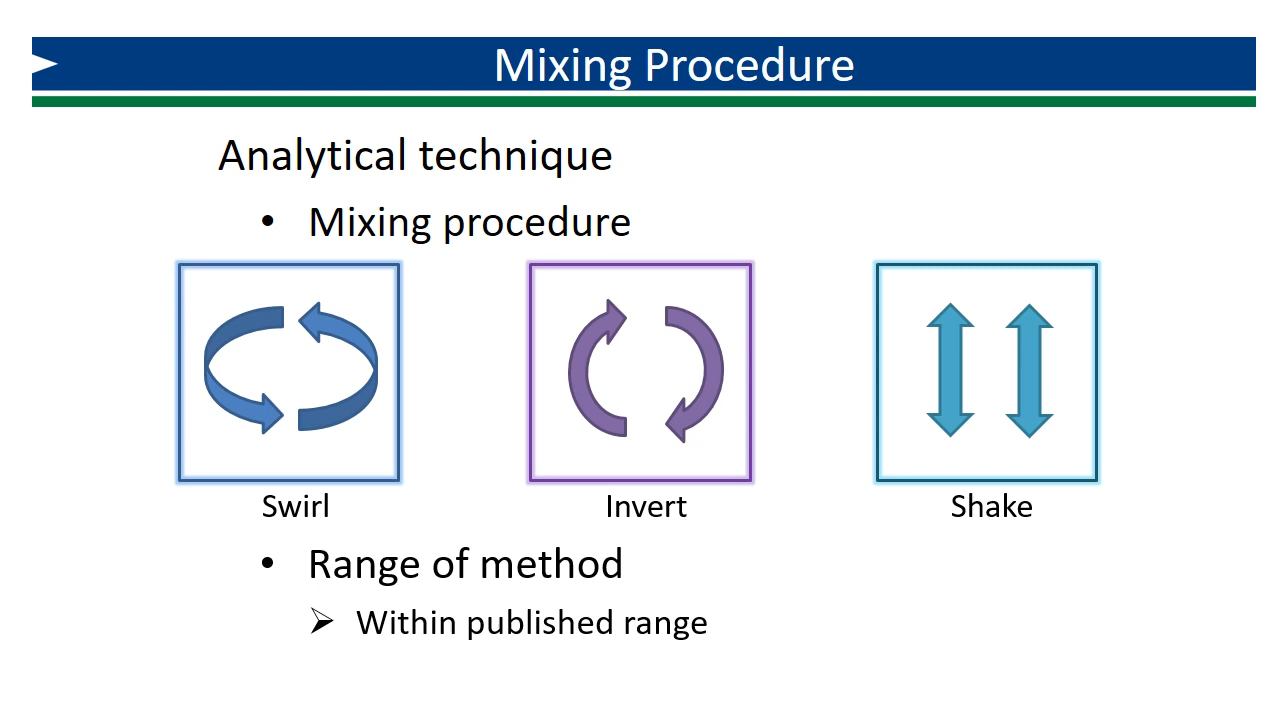 Mixing Procedure
Analytical technique
• Mixing procedure
Swirl
Invert
Shake
• Range of method
➢ Within published range